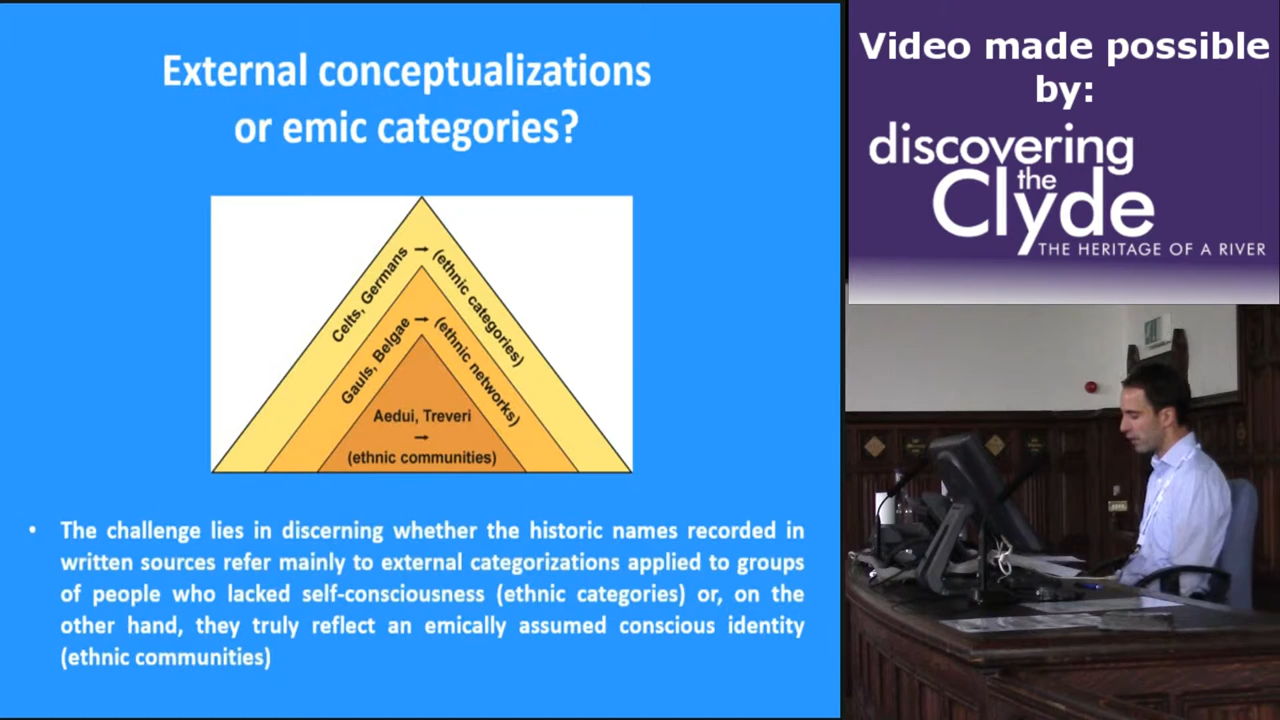 External conceptualizations
or emic categories?
Celts, Germans → (ethnic categories)
Gauls, Belgae → (ethnic networks)
Aedui, Treveri
→
(ethnic communities)
• The challenge lies in discerning whether the historic names recorded in
written sources refer mainly to external categorizations applied to groups
of people who lacked self-consciousness (ethnic categories) or, on the
other hand, they truly reflect an emically assumed conscious identity
(ethnic communities)
Video made possible
by:
discovering
the
Clyde
THE HERITAGE OF A RIVER